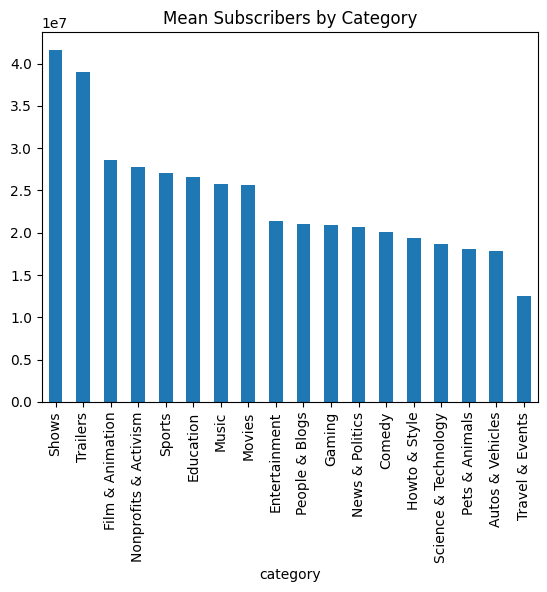 Mean Subscribers by Category
1e7
4.0
3.5
3.0
2.5
2.0
1.5
1.0
0.5
0.0
Shows
Trailers
Film & Animation
Nonprofits & Activism
Sports
Education
Music
Movies
Entertainment
People & Blogs
Gaming
News & Politics
Comedy
Howto & Style
Science & Technology
Pets & Animals
Autos & Vehicles
Travel & Events
category